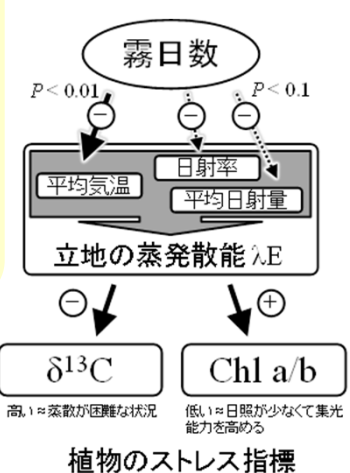 霧日数
P < 0.01
P < 0.1
−
−
−
日射率
平均気温
平均日射量
立地の蒸発散能 λE
−
+
δ¹³C
Chl a/b
高い≈蒸散が困難な状況
低い≈日照が少なくて集光
能力を高める
植物のストレス指標